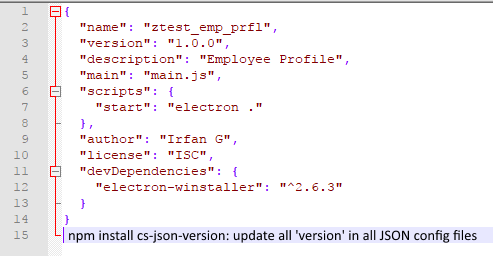 1 {
2 "name": "ztest_emp_prfl",
3 "version": "1.0.0",
4 "description": "Employee Profile",
5 "main": "main.js",
6 "scripts": {
7 "start": "electron ."
8 },
9 "author": "Irfan G",
10 "license": "ISC",
11 "devDependencies": {
12 "electron-winstaller": "^2.6.3"
13 }
14 }
15 npm install cs-json-version: update all 'version' in all JSON config files